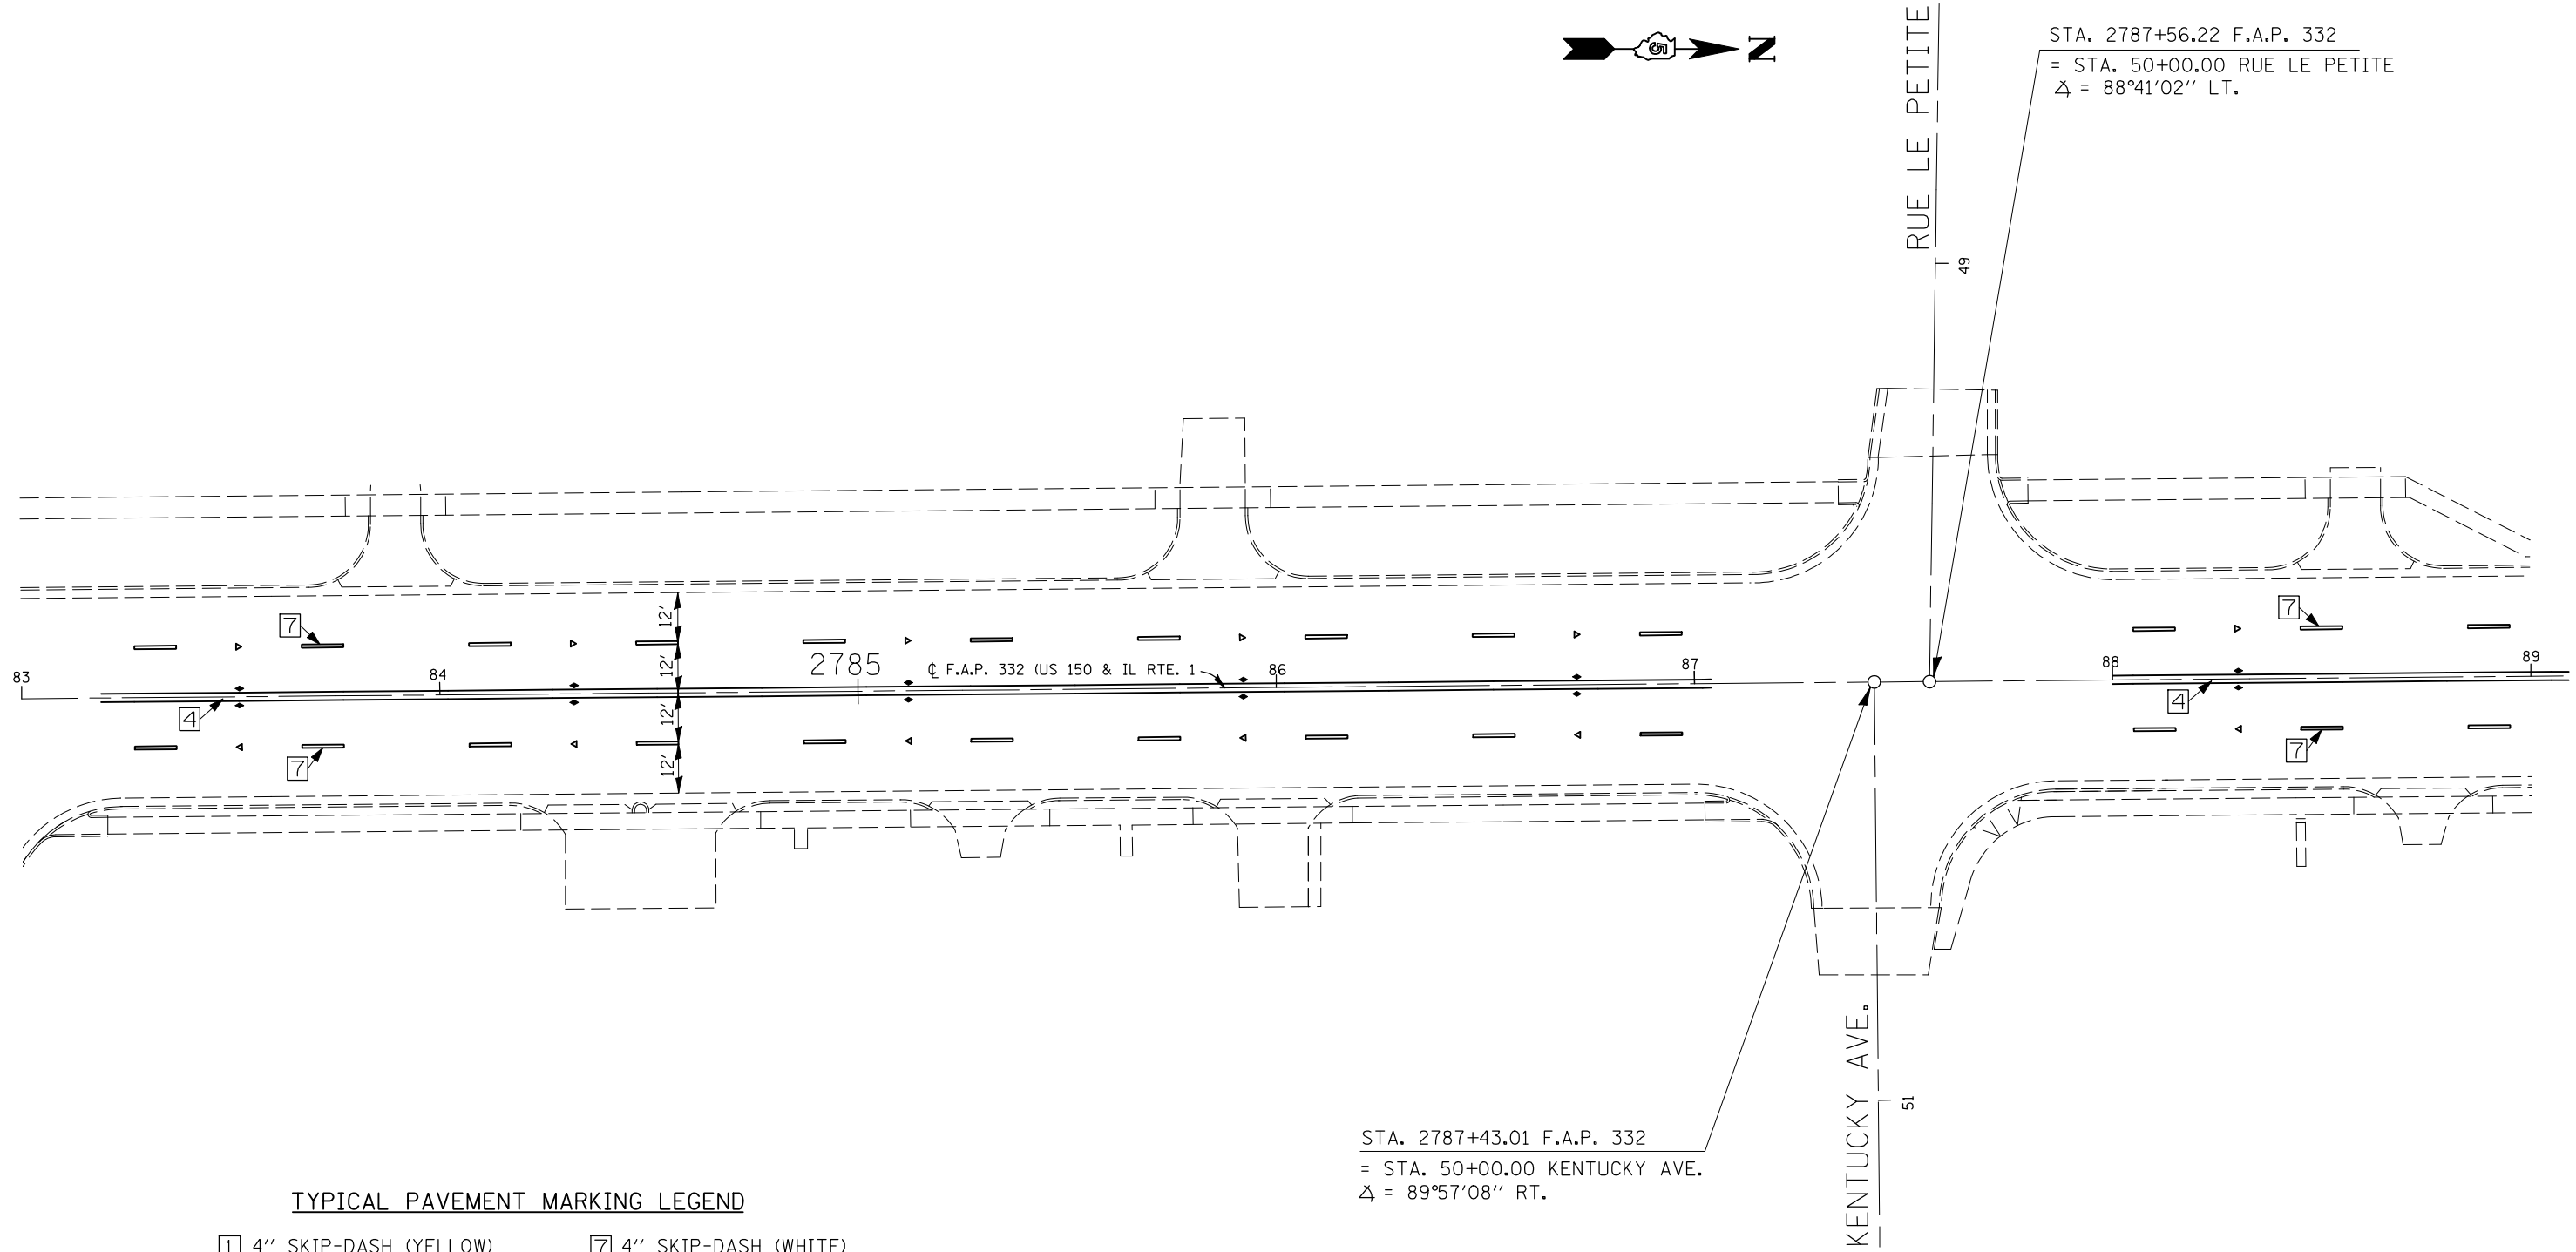 RUE LE PETITE
N
5
STA. 2787+56.22 F.A.P. 332
= STA. 50+00.00 RUE LE PETITE
∡ = 88°41'02'' LT.
49
12'
7
7
12'
83
84
2785
℄ F.A.P. 332 (US 150 & IL RTE. 1
86
87
88
89
4
4
12'
7
7
12'
51
KENTUCKY AVE.
STA. 2787+43.01 F.A.P. 332
= STA. 50+00.00 KENTUCKY AVE.
∡ = 89°57'08'' RT.
TYPICAL PAVEMENT MARKING LEGEND
1 4'' SKIP-DASH (YELLOW)
7 4'' SKIP-DASH (WHITE)